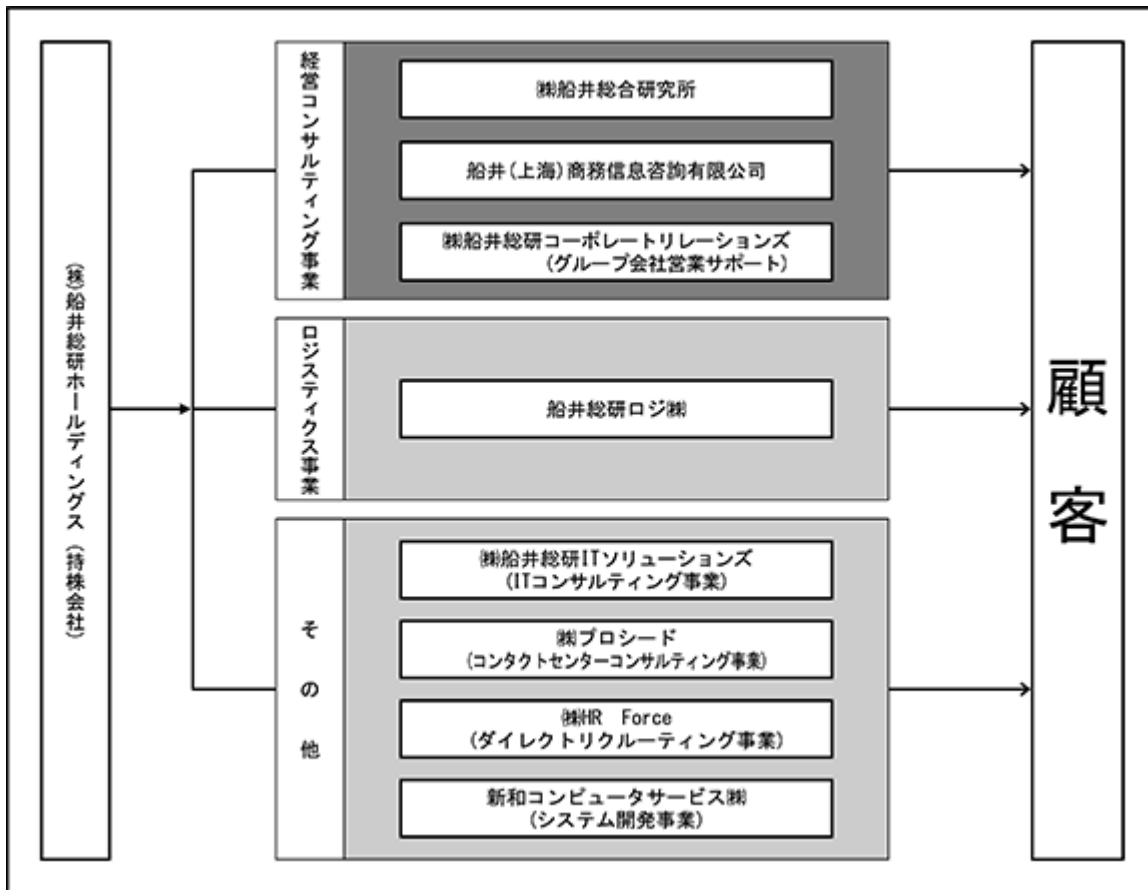 (株)船井総研ホールディングス(持株会社)
経営コンサルティング事業
㈱船井総合研究所
船井(上海)商務信息咨詢有限公司
㈱船井総研コーポレートリレーションズ
(グループ会社営業サポート)
ロジスティクス事業
船井総研ロジ㈱
その他
㈱船井総研ITソリューションズ
(ITコンサルティング事業)
㈱プロシード
(コンタクトセンターコンサルティング事業)
㈱HR Force
(ダイレクトリクルーティング事業)
新和コンピュータサービス㈱
(システム開発事業)
顧客